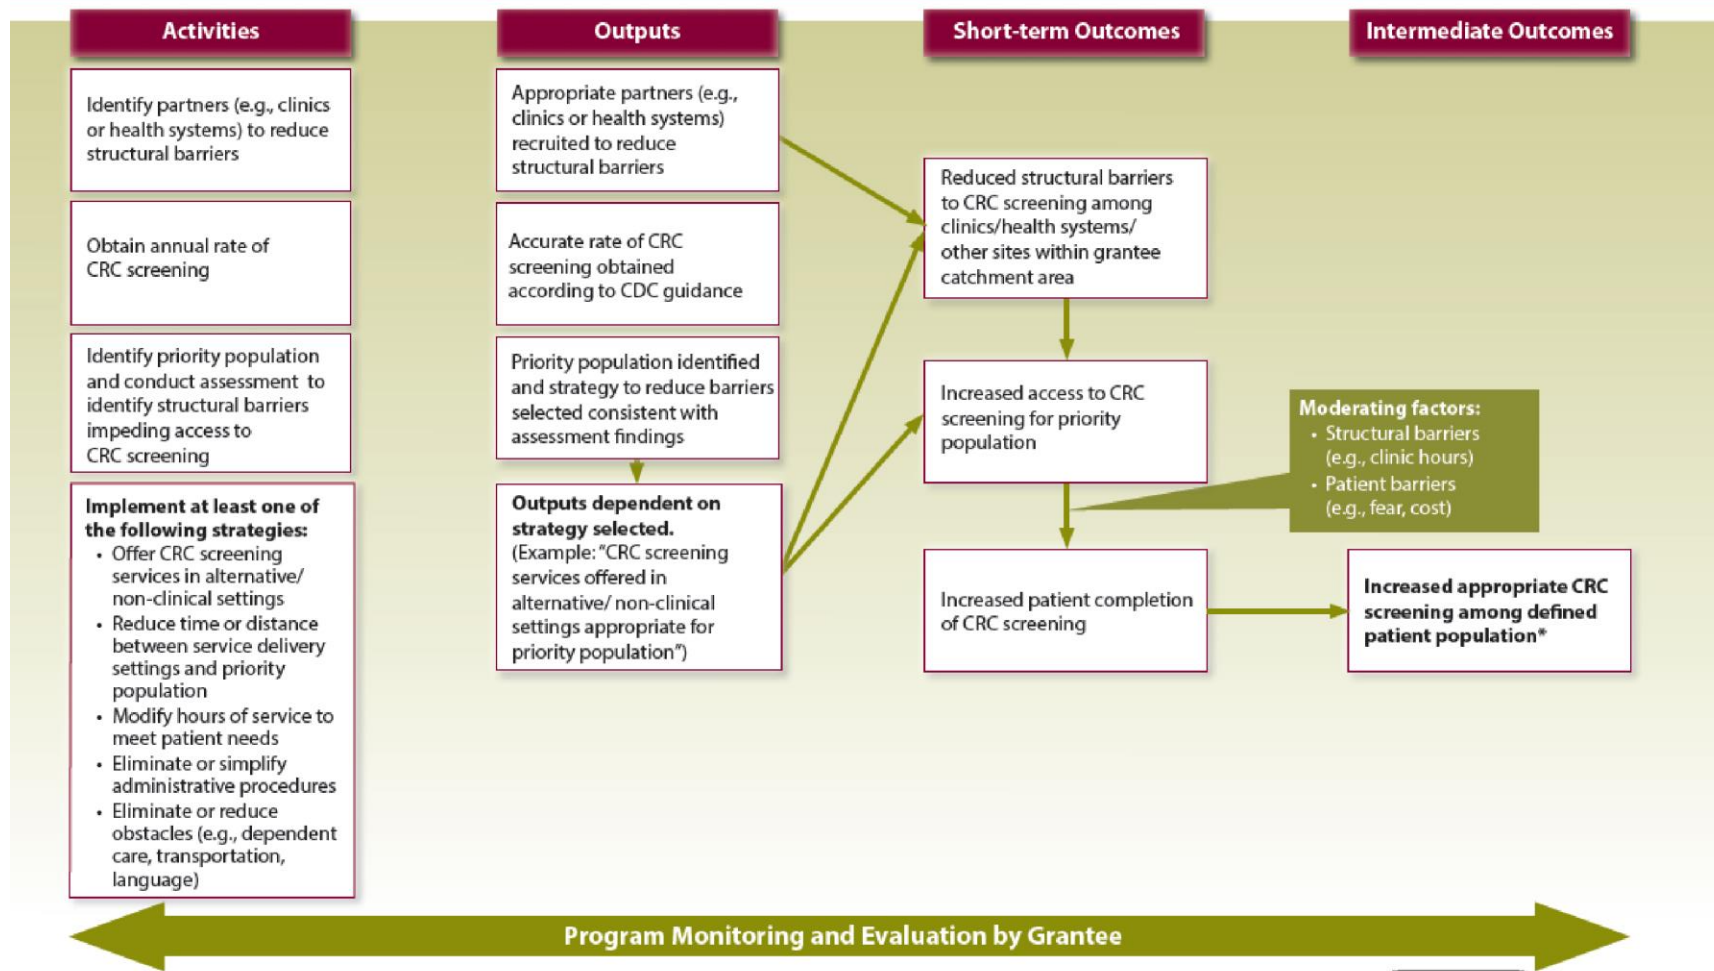 Activities
Identify partners (e.g., clinics
or health systems) to reduce
structural barriers
Obtain annual rate of
CRC screening
Identify priority population
and conduct assessment to
identify structural barriers
impeding access to
CRC screening
Implement at least one of
the following strategies:
• Offer CRC screening
services in alternative/
non-clinical settings
• Reduce time or distance
between service delivery
settings and priority
population
• Modify hours of service to
meet patient needs
• Eliminate or simplify
administrative procedures
• Eliminate or reduce
obstacles (e.g., dependent
care, transportation,
language)
Outputs
Appropriate partners (e.g.,
clinics or health systems)
recruited to reduce
structural barriers
Accurate rate of CRC
screening obtained
according to CDC guidance
Priority population identified
and strategy to reduce barriers
selected consistent with
assessment findings
Outputs dependent on
strategy selected.
(Example: "CRC screening
services offered in
alternative/ non-clinical
settings appropriate for
priority population")
Short-term Outcomes
Reduced structural barriers
to CRC screening among
clinics/health systems/
other sites within grantee
catchment area
Increased access to CRC
screening for priority
population
Increased patient completion
of CRC screening
Intermediate Outcomes
Moderating factors:
• Structural barriers
(e.g., clinic hours)
• Patient barriers
(e.g., fear, cost)
Increased appropriate CRC
screening among defined
patient population*
Program Monitoring and Evaluation by Grantee